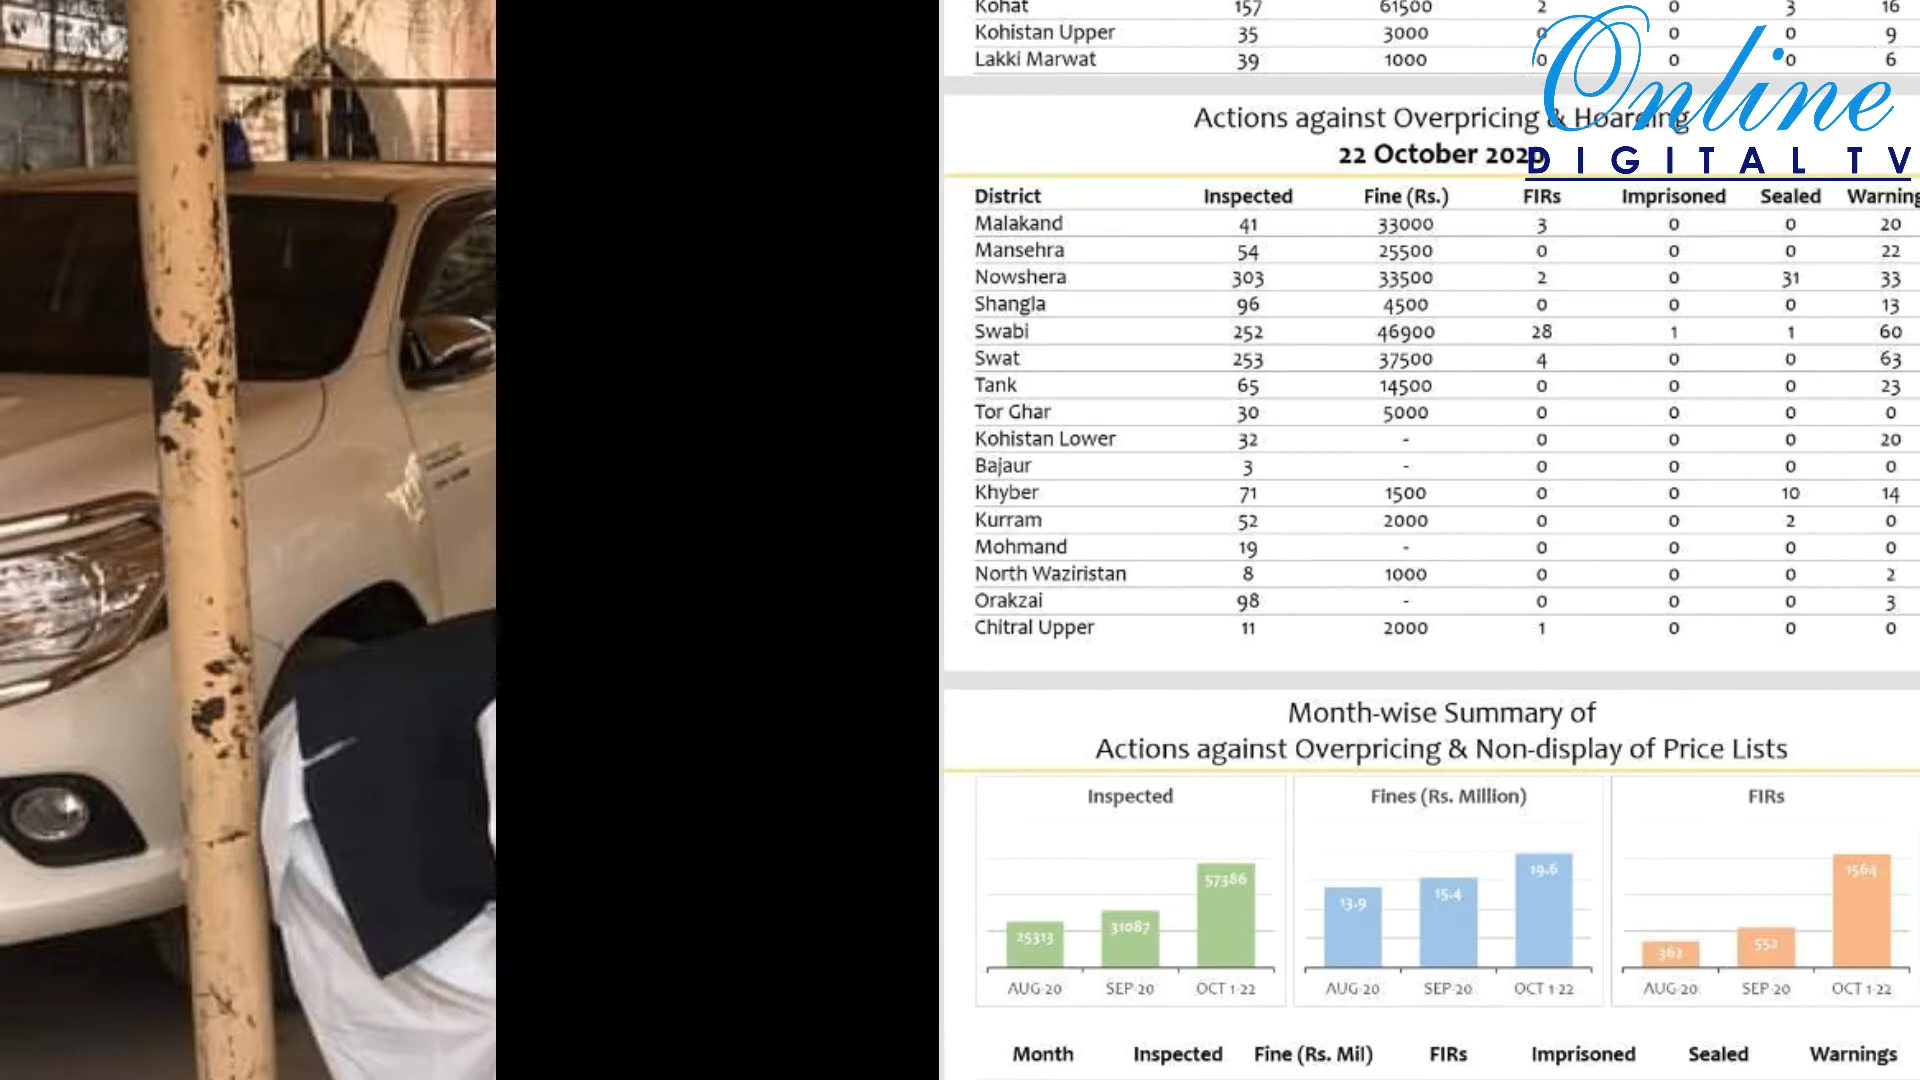 Kohat 157 61500 2 0 3 16
Kohistan Upper 35 3000 0 0 0 9
Lakki Marwat 39 1000 0 0 0 6
Online
DIGITAL TV
Actions against Overpricing & Hoarding
22 October 2020
District Inspected Fine (Rs.) FIRs Imprisoned Sealed Warning
Malakand 41 33000 3 0 0 20
Mansehra 54 25500 0 0 0 22
Nowshera 303 33500 2 0 31 33
Shangla 96 4500 0 0 0 13
Swabi 252 46900 28 1 1 60
Swat 253 37500 4 0 0 63
Tank 65 14500 0 0 0 23
Tor Ghar 30 5000 0 0 0 0
Kohistan Lower 32 - 0 0 0 20
Bajaur 3 - 0 0 0 0
Khyber 71 1500 0 0 10 14
Kurram 52 2000 0 0 2 0
Mohmand 19 - 0 0 0 0
North Waziristan 8 1000 0 0 0 2
Orakzai 98 - 0 0 0 3
Chitral Upper 11 2000 1 0 0 0
Month-wise Summary of
Actions against Overpricing & Non-display of Price Lists
Inspected Fines (Rs. Million) FIRs
25313 31087 57386 13.9 15.4 19.6 362 552 1564
AUG-20 SEP-20 OCT 1-22 AUG-20 SEP-20 OCT 1-22 AUG-20 SEP-20 OCT 1-22
Month Inspected Fine (Rs. Mil) FIRs Imprisoned Sealed Warnings